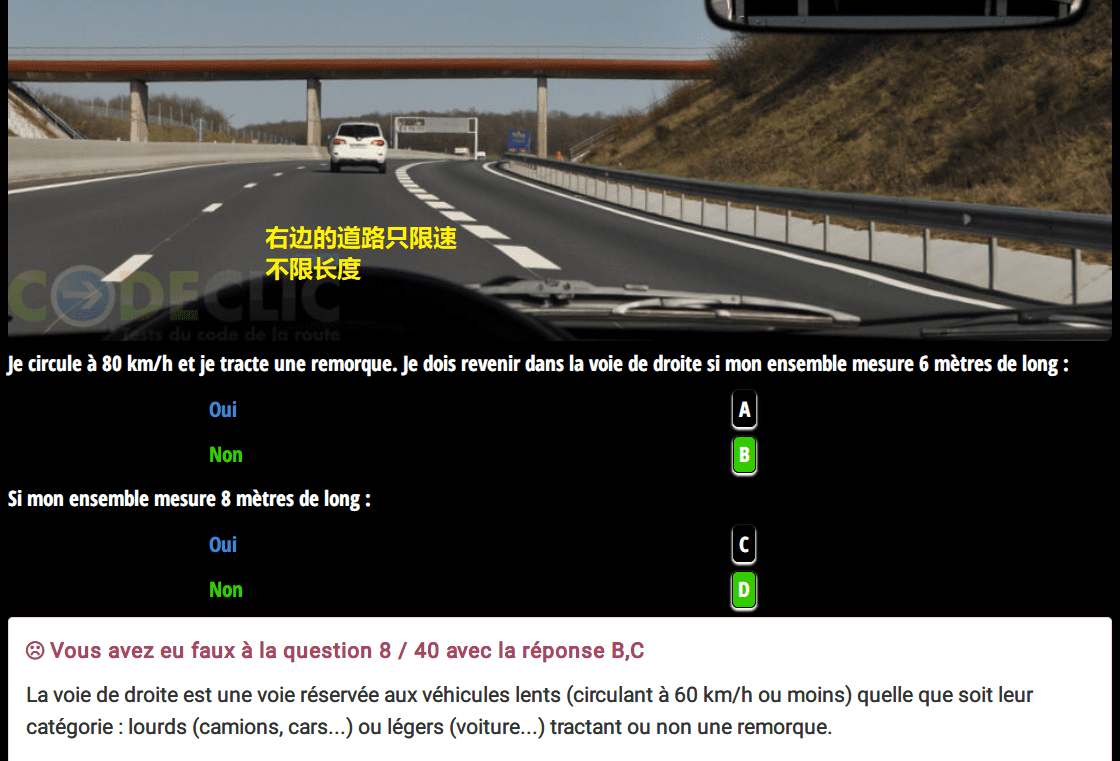 右边的道路只限速
不限长度
CODECLIC
tests du code de la route
Je circule à 80 km/h et je tracte une remorque. Je dois revenir dans la voie de droite si mon ensemble mesure 6 mètres de long :
Oui A
Non B
Si mon ensemble mesure 8 mètres de long :
Oui C
Non D
Vous avez eu faux à la question 8 / 40 avec la réponse B,C
La voie de droite est une voie réservée aux véhicules lents (circulant à 60 km/h ou moins) quelle que soit leur
catégorie : lourds (camions, cars...) ou légers (voiture...) tractant ou non une remorque.